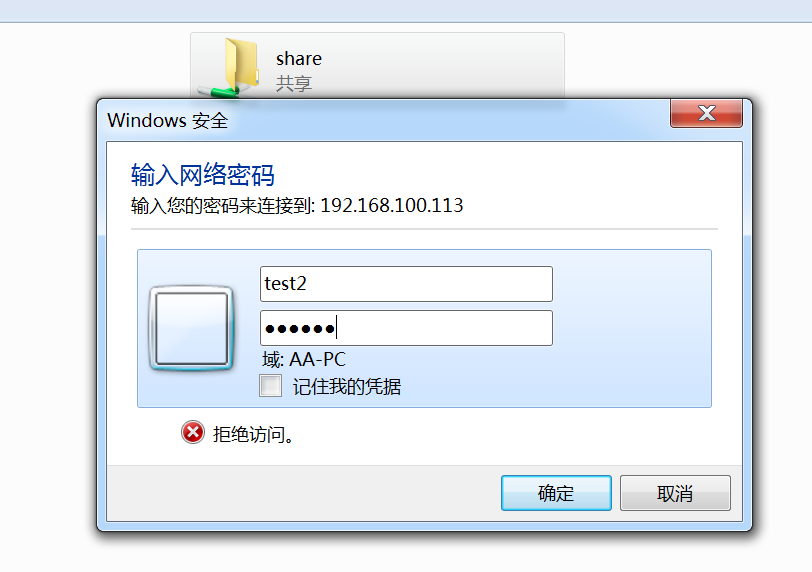 share
共享
Windows 安全
输入网络密码
输入您的密码来连接到: 192.168.100.113
test2
●●●●●●
域: AA-PC
记住我的凭据
拒绝访问。
确定
取消